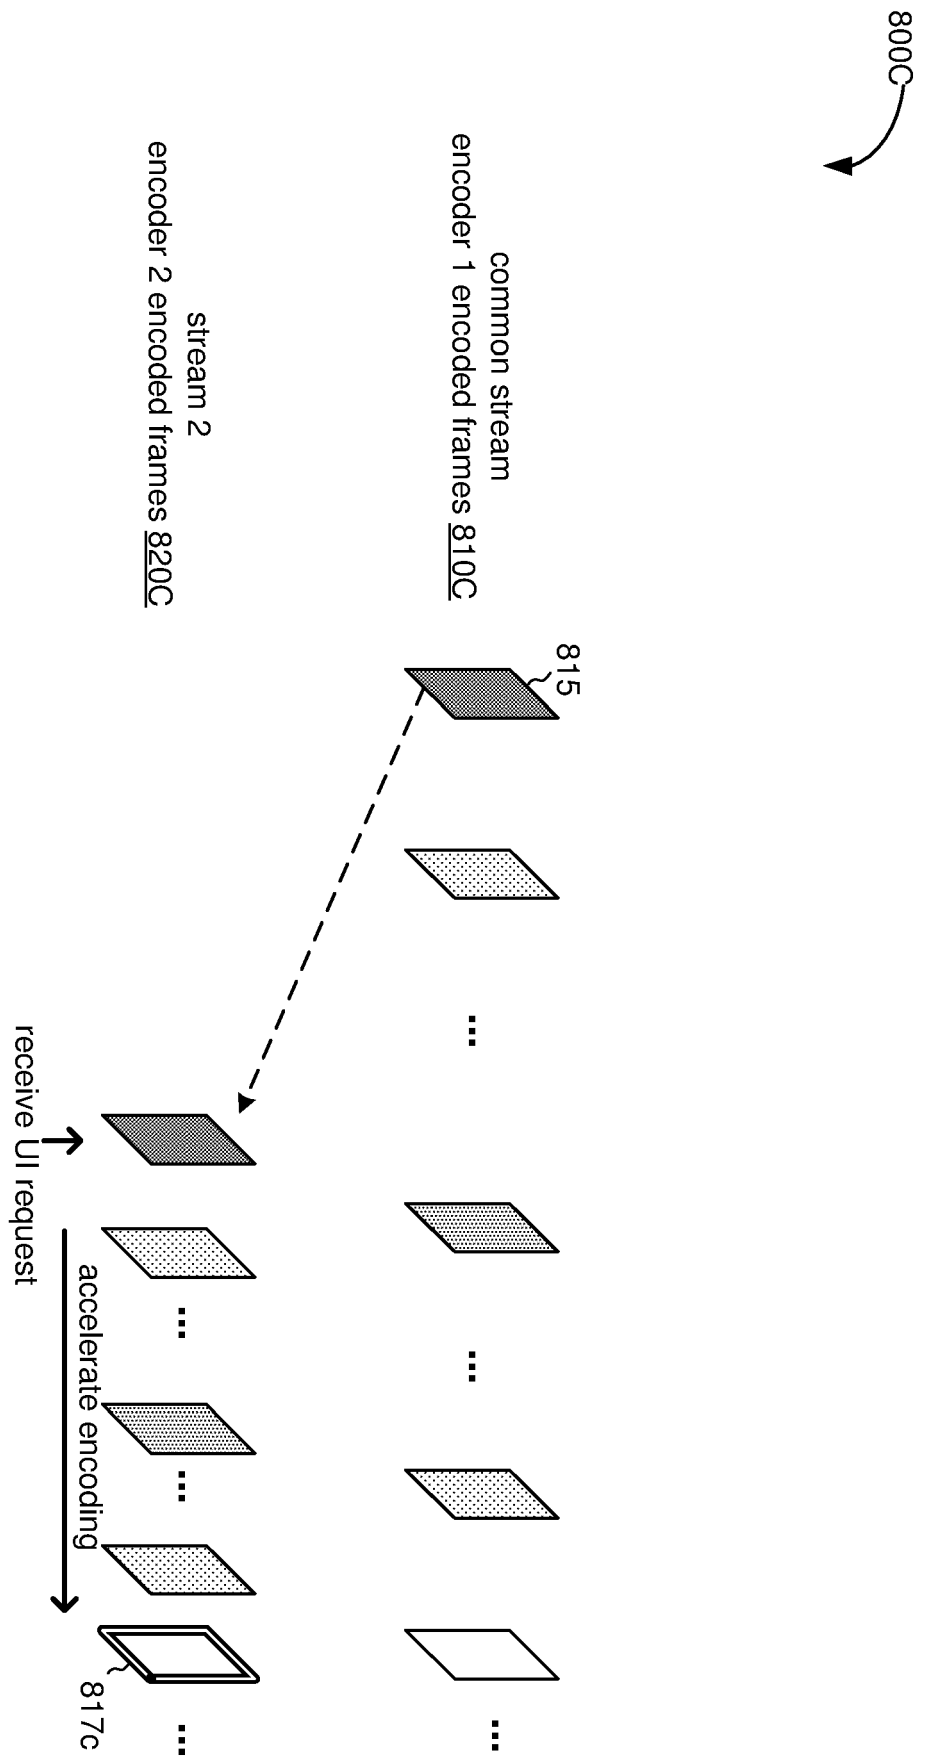 800C
common stream
encoder 1 encoded frames 810C
815
...
...
...
stream 2
encoder 2 encoded frames 820C
...
...
...
817c
accelerate encoding
receive UI request